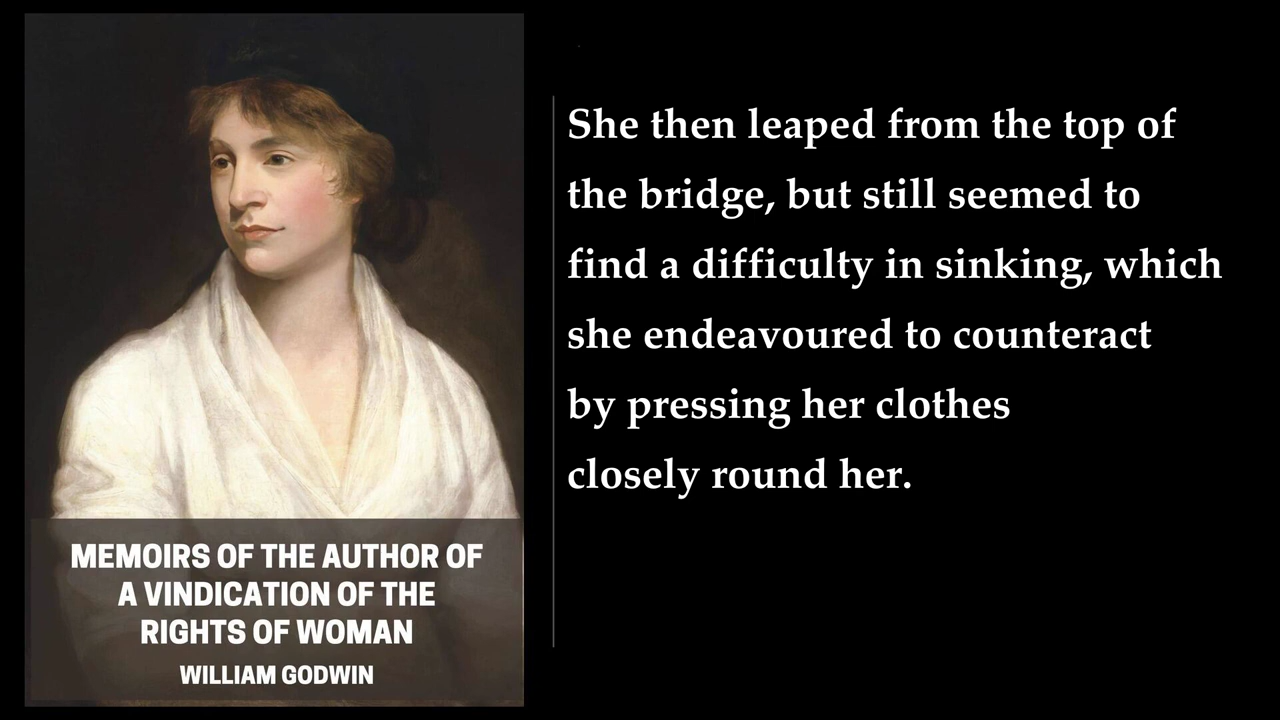 She then leaped from the top of
the bridge, but still seemed to
find a difficulty in sinking, which
she endeavoured to counteract
by pressing her clothes
closely round her.
MEMOIRS OF THE AUTHOR OF
A VINDICATION OF THE
RIGHTS OF WOMAN
WILLIAM GODWIN